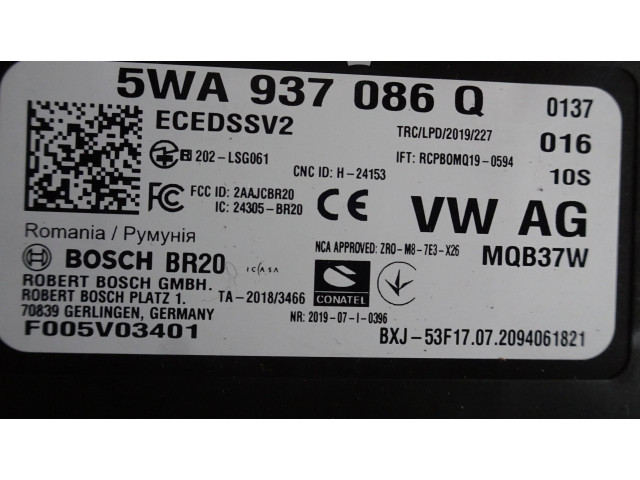 5WA 937 086 Q 0137
ECEDSSV2 TRC/LPD/2019/227 016
R 202-LSG061 CNC ID: H-24153 IFT: RCPBOMQ19-0594 10S
FCC ID: 2AAJCBR20
IC: 24305-BR20
CE VW AG
Romania / Румунія
NCA APPROVED: ZRO-M8-7E3-X26 MQB37W
BOSCH BR20 ICASA
ROBERT BOSCH GMBH.
ROBERT BOSCH PLATZ 1. TA-2018/3466 CONATEL
70839 GERLINGEN, GERMANY NR: 2019-07-I-0396
F005V03401 BXJ-53F17.07.2094061821